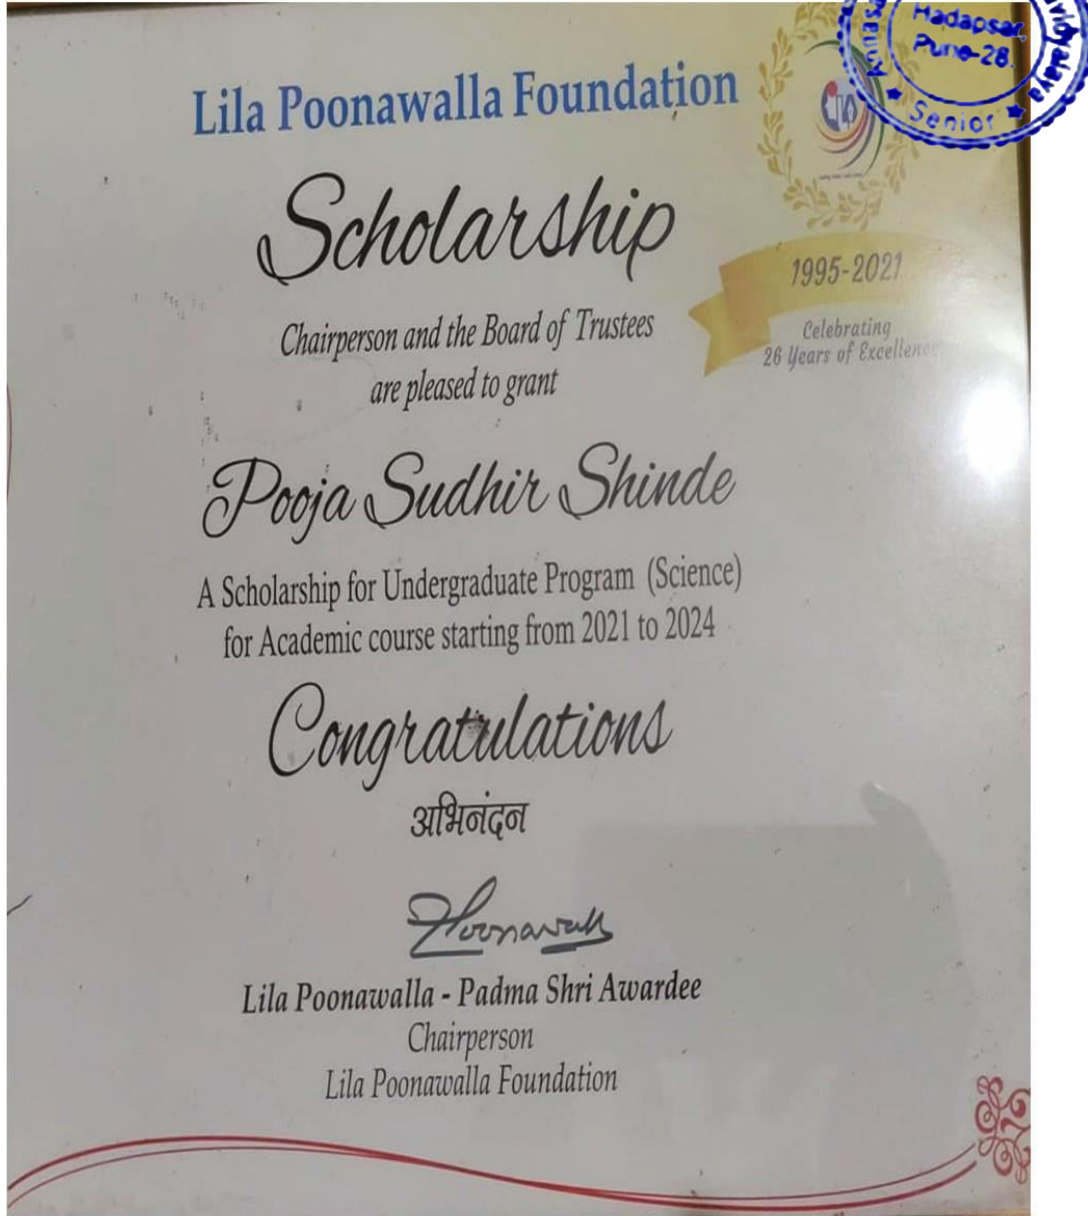 Hadapsar,
Pune-28.
Senior
Lila Poonawalla Foundation
Scholarship
1995-2021
Celebrating
26 Years of Excellence
Chairperson and the Board of Trustees
are pleased to grant
Pooja Sudhir Shinde
A Scholarship for Undergraduate Program (Science)
for Academic course starting from 2021 to 2024
Congratulations
अभिनंदन
Poonawalla
Lila Poonawalla - Padma Shri Awardee
Chairperson
Lila Poonawalla Foundation